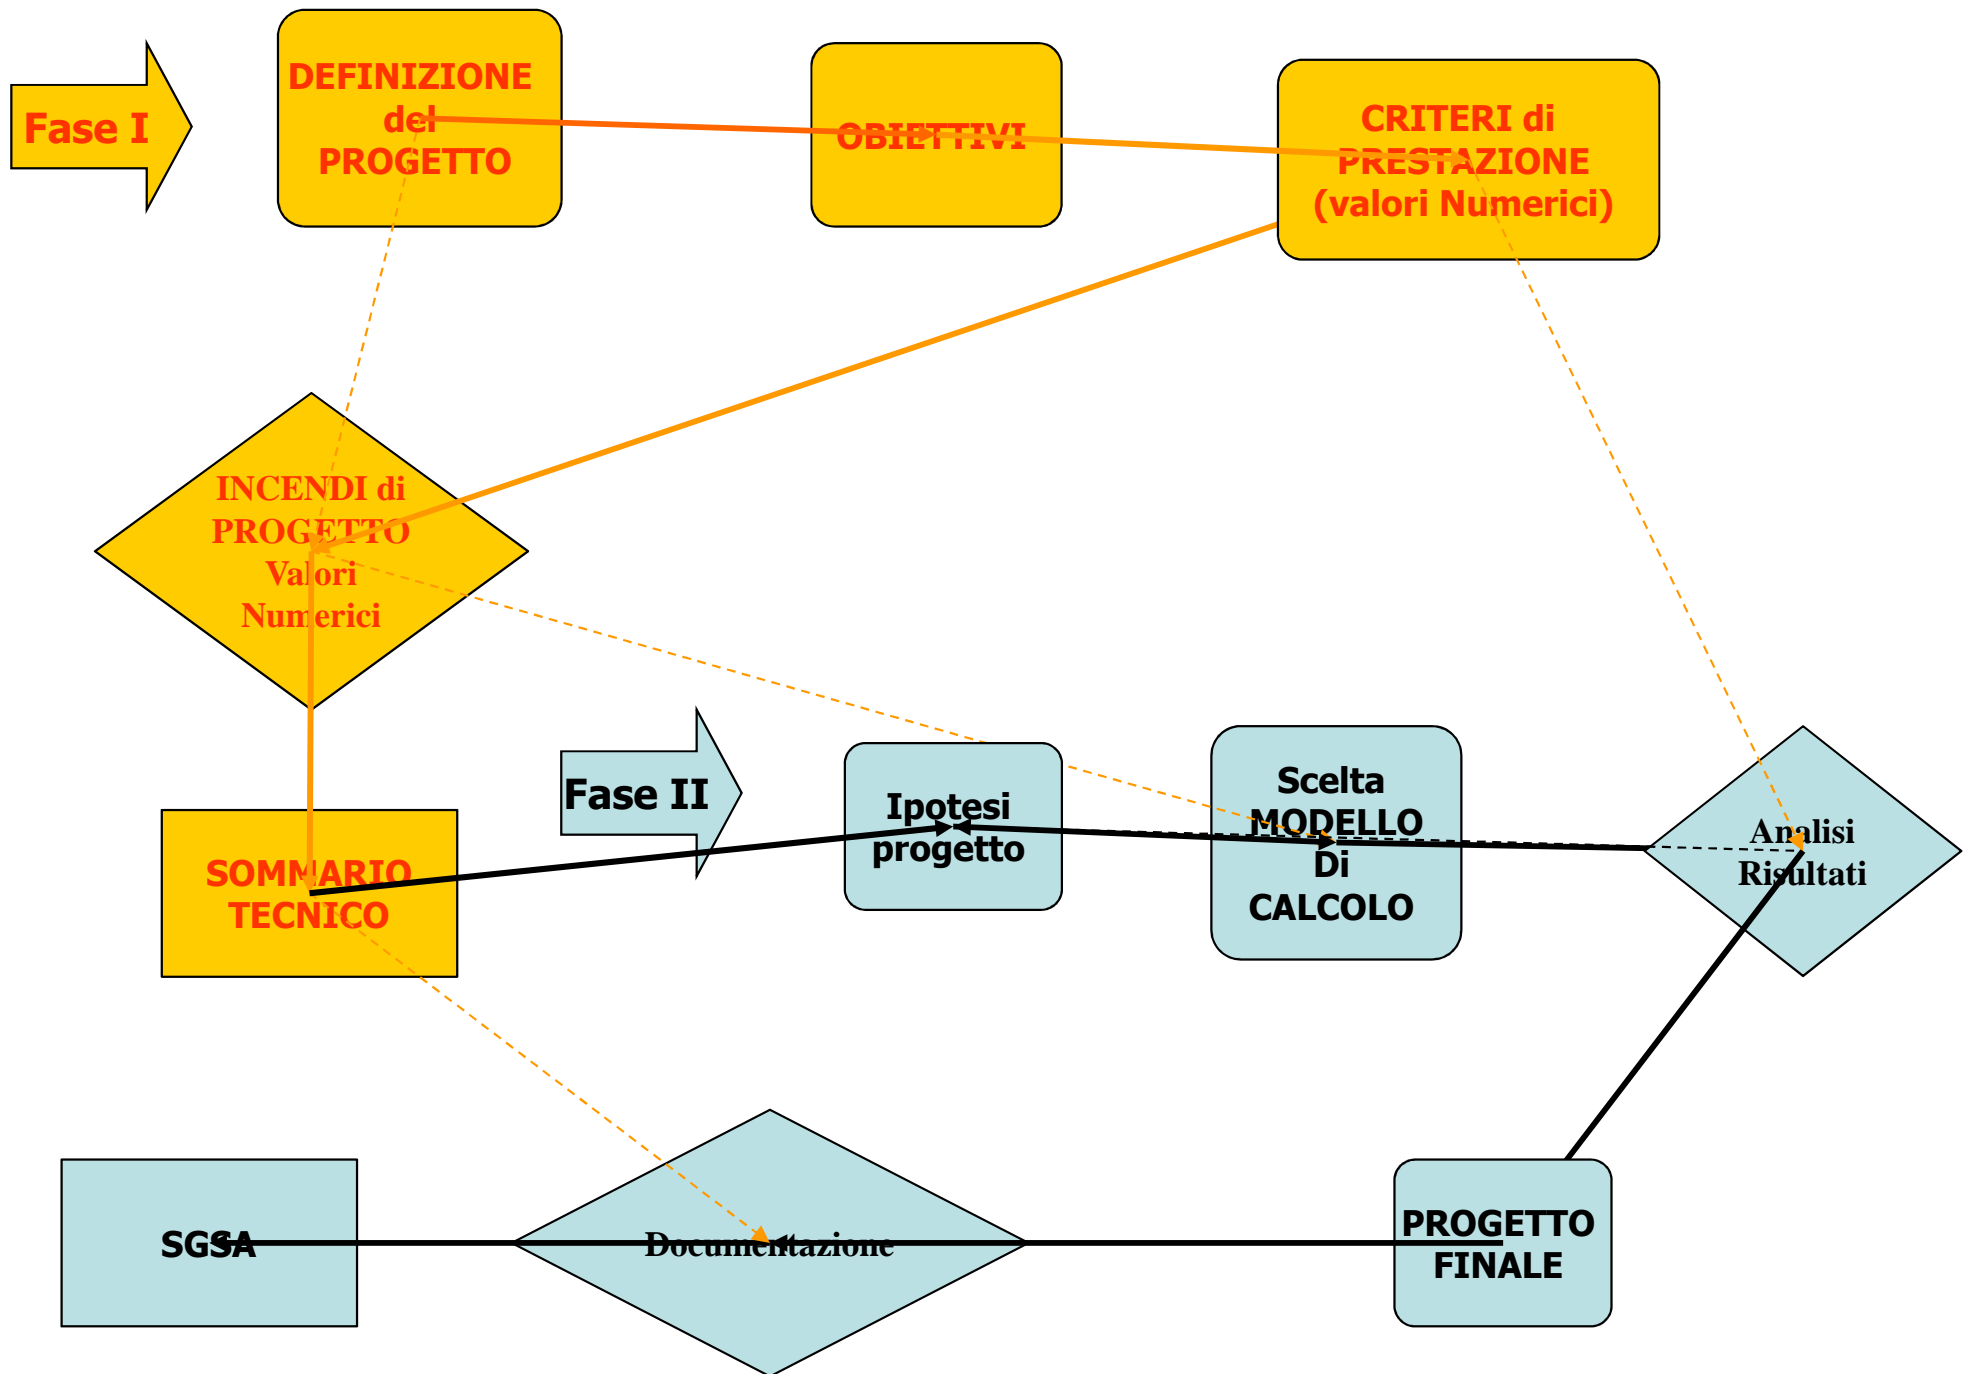 Fase I
DEFINIZIONE
del
PROGETTO
OBIETTIVI
CRITERI di
PRESTAZIONE
(valori Numerici)
INCENDI di
PROGETTO
Valori
Numerici
SOMMARIO
TECNICO
Fase II
Ipotesi
progetto
Scelta
MODELLO
Di
CALCOLO
Analisi
Risultati
SGSA
Documentazione
PROGETTO
FINALE